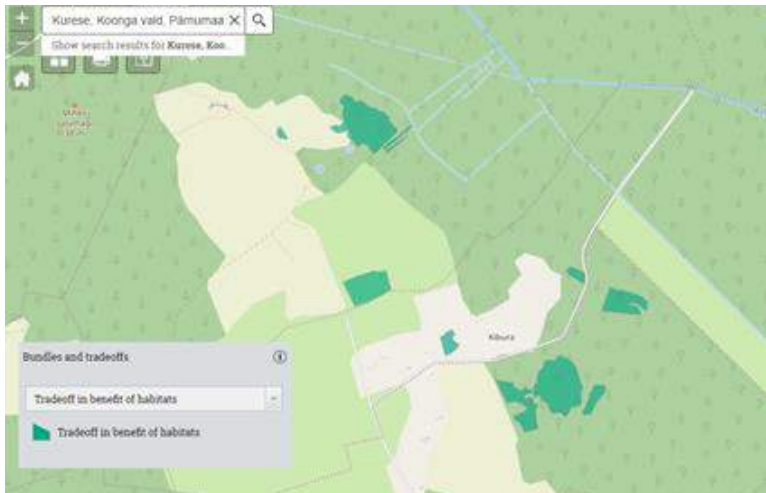 Kurese, Koonga vald, Pärnumaa
Show search results for Kurese, Koo...
Kibura
Bundles and tradeoffs
Tradeoff in benefit of habitats
Tradeoff in benefit of habitats